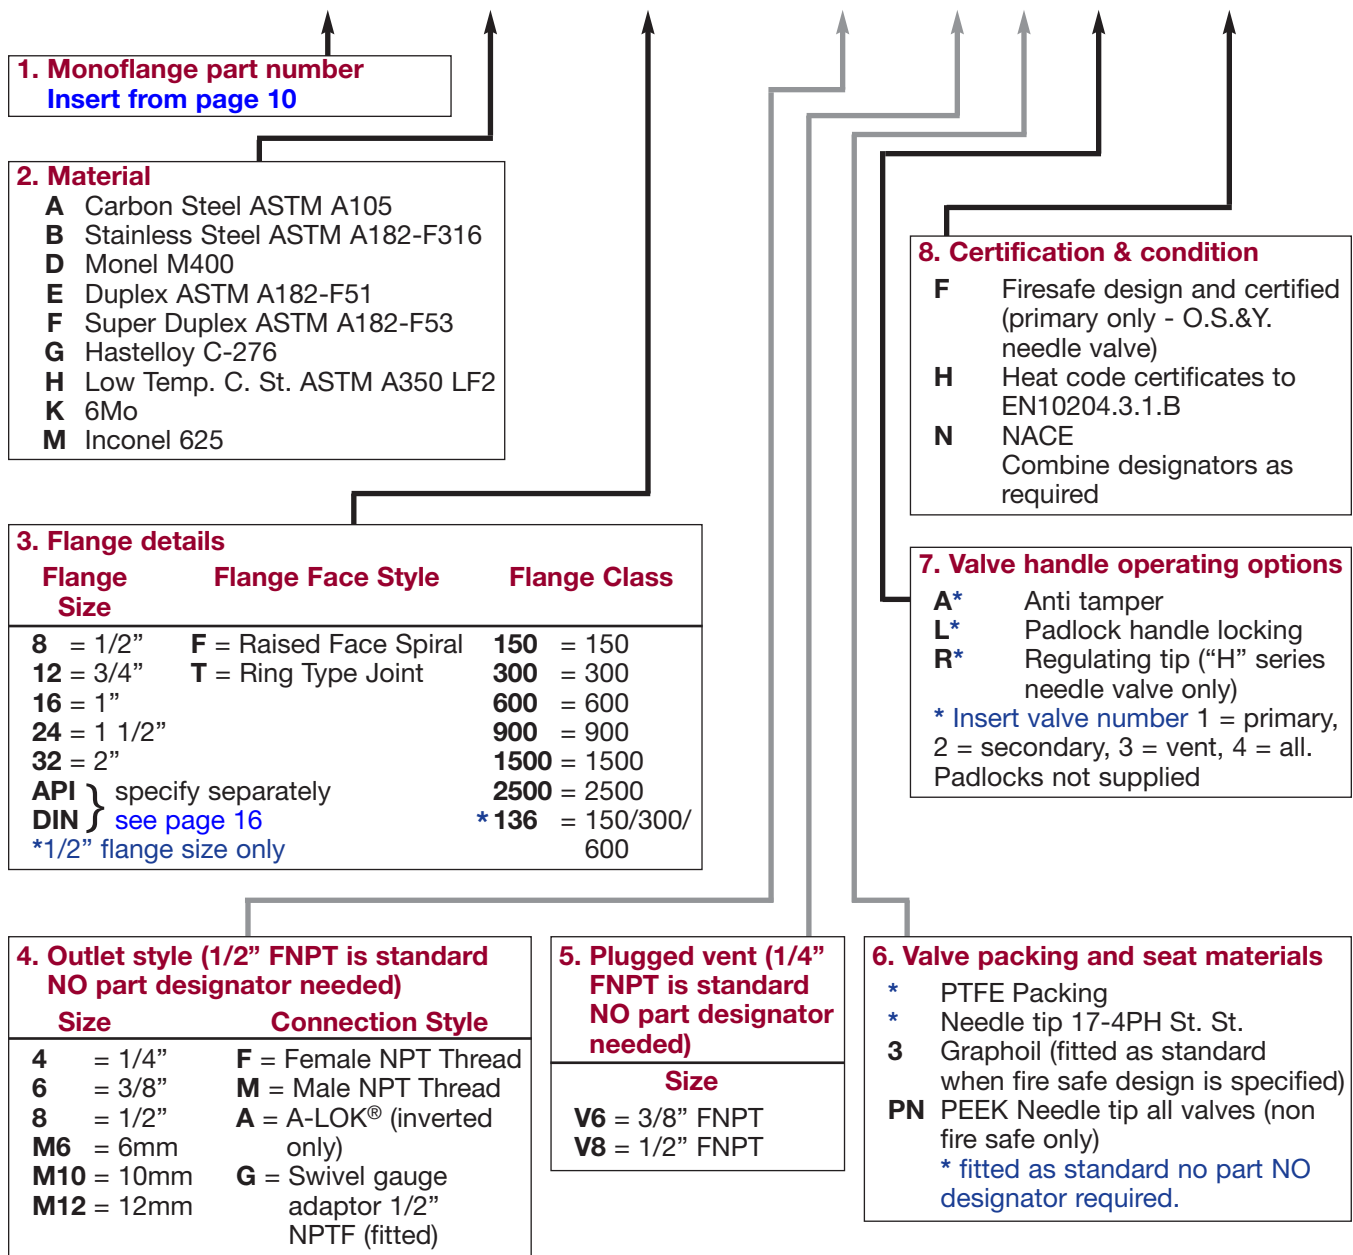 1. Monoflange part number
Insert from page 10
2. Material
A Carbon Steel ASTM A105
B Stainless Steel ASTM A182-F316
D Monel M400
E Duplex ASTM A182-F51
F Super Duplex ASTM A182-F53
G Hastelloy C-276
H Low Temp. C. St. ASTM A350 LF2
K 6Mo
M Inconel 625
3. Flange details
Flange Size Flange Face Style Flange Class
8 = 1/2” F = Raised Face Spiral 150 = 150
12 = 3/4” T = Ring Type Joint 300 = 300
16 = 1” 600 = 600
24 = 1 1/2” 900 = 900
32 = 2” 1500 = 1500
API } specify separately 2500 = 2500
DIN } see page 16 *136 = 150/300/
*1/2” flange size only 600
8. Certification & condition
F Firesafe design and certified
(primary only - O.S.&Y.
needle valve)
H Heat code certificates to
EN10204.3.1.B
N NACE
Combine designators as
required
7. Valve handle operating options
A* Anti tamper
L* Padlock handle locking
R* Regulating tip (“H” series
needle valve only)
* Insert valve number 1 = primary,
2 = secondary, 3 = vent, 4 = all.
Padlocks not supplied
4. Outlet style (1/2” FNPT is standard
NO part designator needed)
Size Connection Style
4 = 1/4” F = Female NPT Thread
6 = 3/8” M = Male NPT Thread
8 = 1/2” A = A-LOK® (inverted
M6 = 6mm only)
M10 = 10mm G = Swivel gauge
M12 = 12mm adaptor 1/2”
NPTF (fitted)
5. Plugged vent (1/4”
FNPT is standard
NO part designator
needed)
Size
V6 = 3/8” FNPT
V8 = 1/2” FNPT
6. Valve packing and seat materials
* PTFE Packing
* Needle tip 17-4PH St. St.
3 Graphoil (fitted as standard
when fire safe design is specified)
PN PEEK Needle tip all valves (non
fire safe only)
* fitted as standard no part NO
designator required.